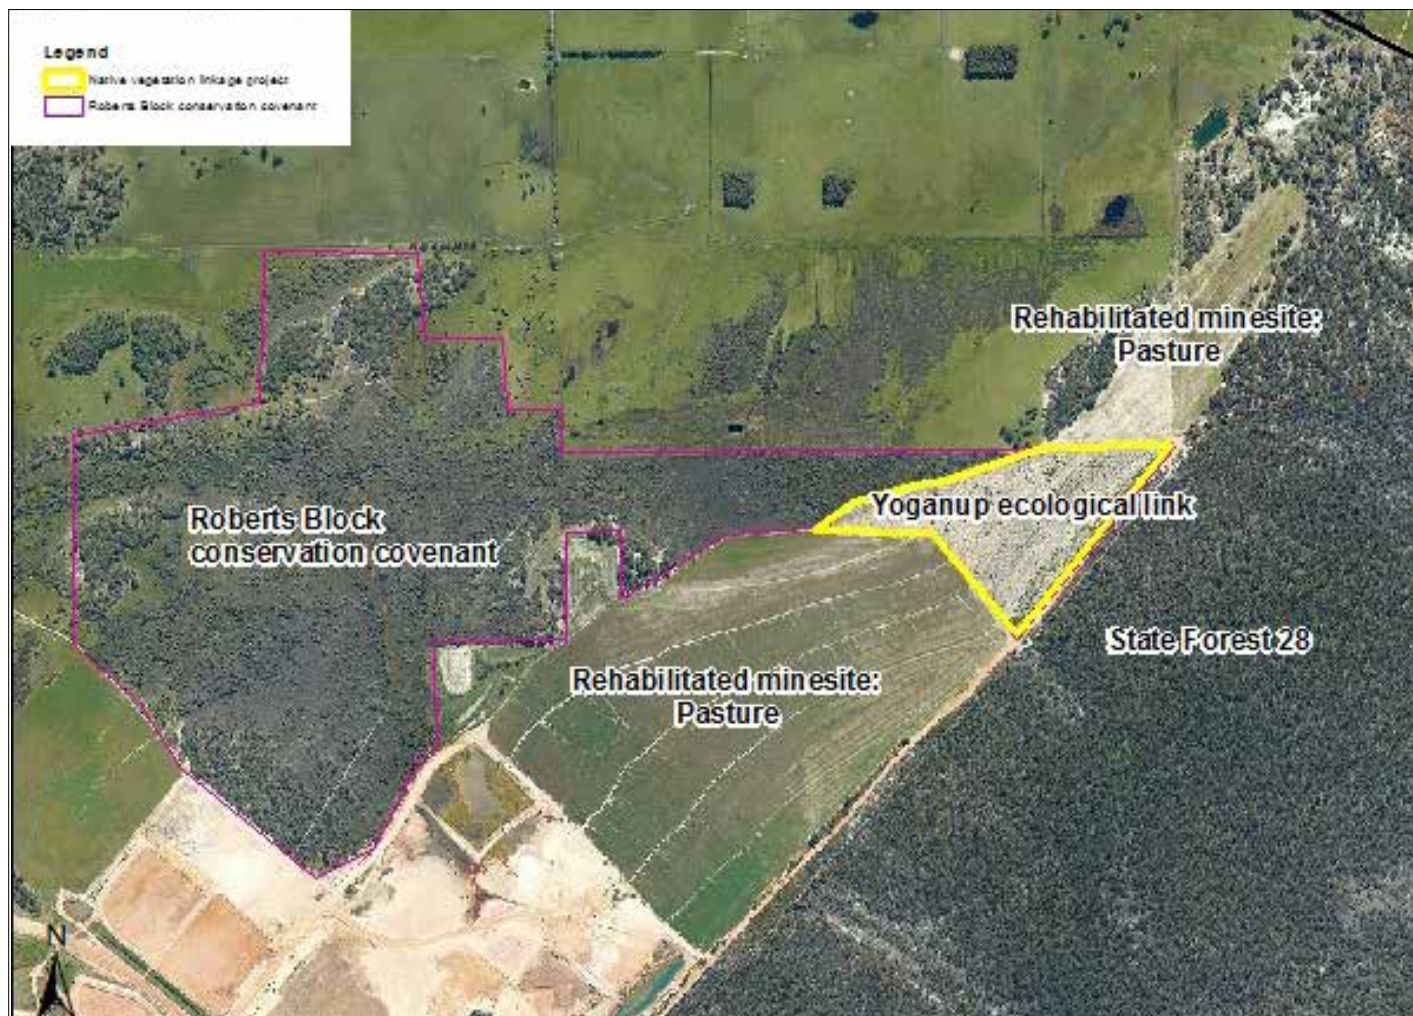 Legend
Native vegetation linkage project
Roberts Block conservation covenant
Rehabilitated minesite:
Pasture
Yoganup ecological link
Roberts Block
conservation covenant
State Forest 28
Rehabilitated minesite:
Pasture
N